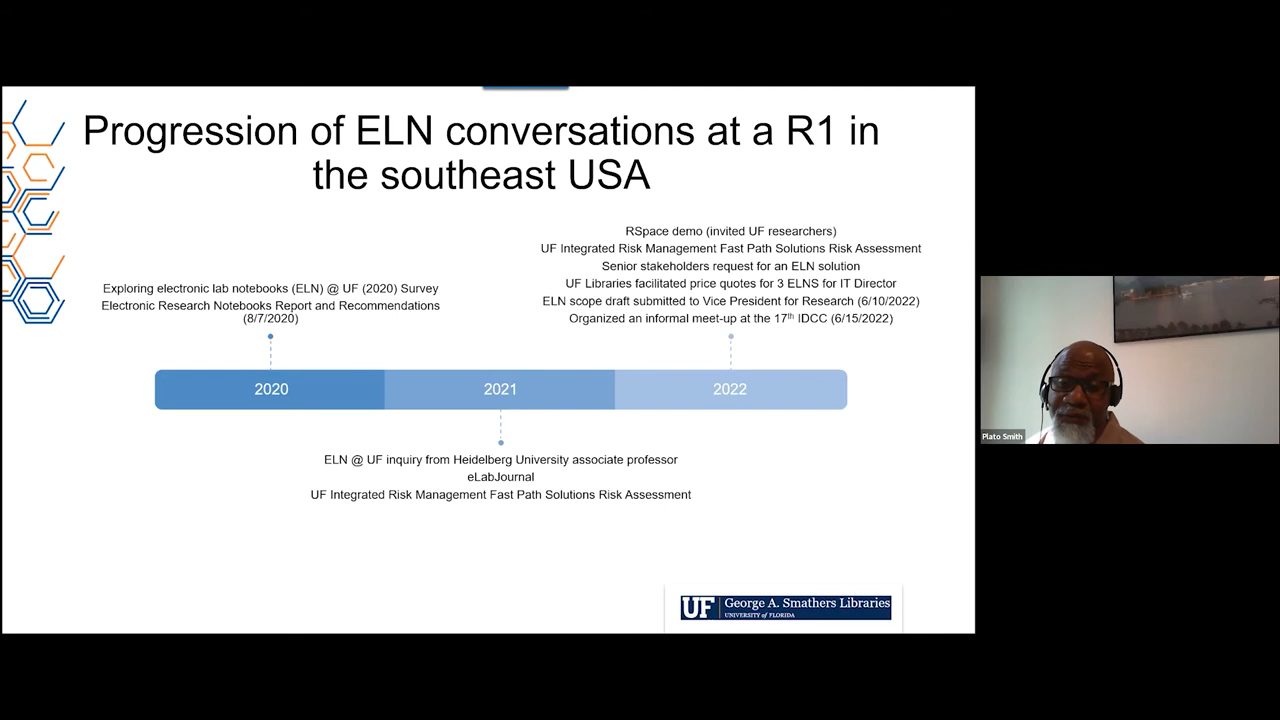 Progression of ELN conversations at a R1 in
the southeast USA
RSpace demo (invited UF researchers)
UF Integrated Risk Management Fast Path Solutions Risk Assessment
Senior stakeholders request for an ELN solution
UF Libraries facilitated price quotes for 3 ELNS for IT Director
ELN scope draft submitted to Vice President for Research (6/10/2022)
Organized an informal meet-up at the 17th IDCC (6/15/2022)
Exploring electronic lab notebooks (ELN) @ UF (2020) Survey
Electronic Research Notebooks Report and Recommendations
(8/7/2020)
2020
2021
2022
ELN @ UF inquiry from Heidelberg University associate professor
eLabJournal
UF Integrated Risk Management Fast Path Solutions Risk Assessment
UF George A. Smathers Libraries
UNIVERSITY of FLORIDA
Plato Smith